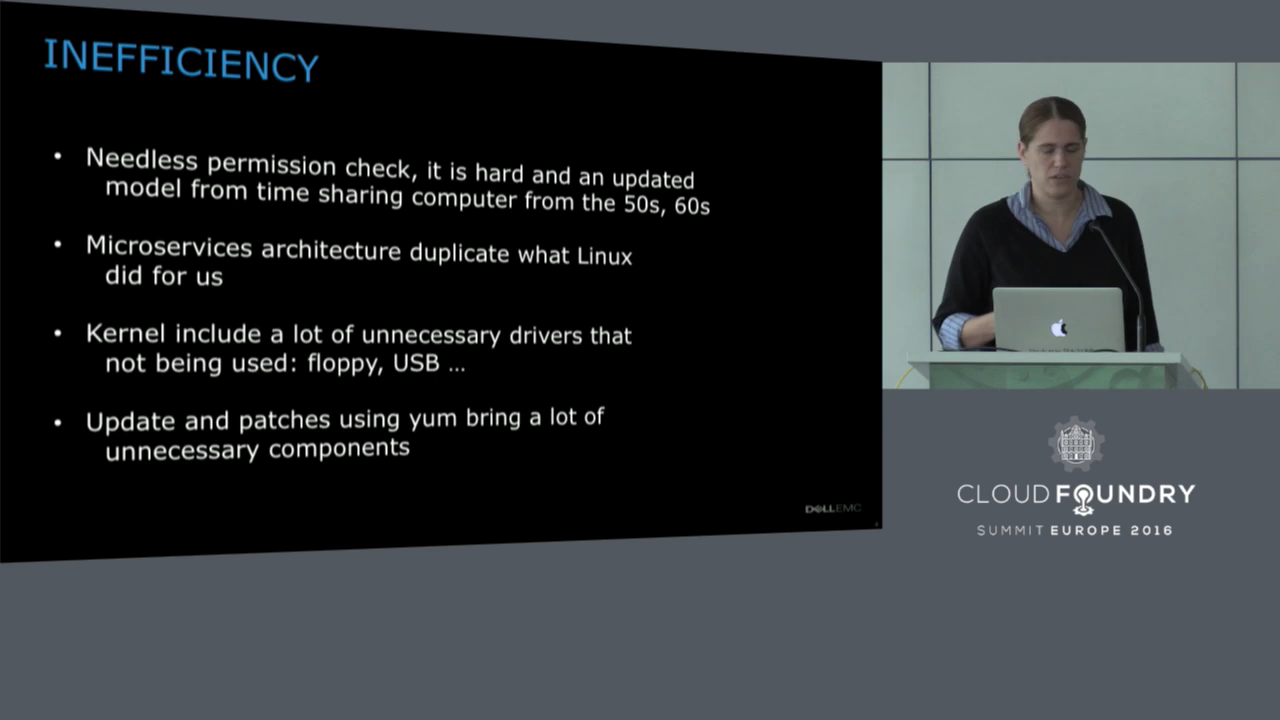 INEFFICIENCY
• Needless permission check, it is hard and an updated
model from time sharing computer from the 50s, 60s
• Microservices architecture duplicate what Linux
did for us
• Kernel include a lot of unnecessary drivers that
not being used: floppy, USB ...
• Update and patches using yum bring a lot of
unnecessary components
DELLEMC
CLOUD FOUNDRY
SUMMIT EUROPE 2016